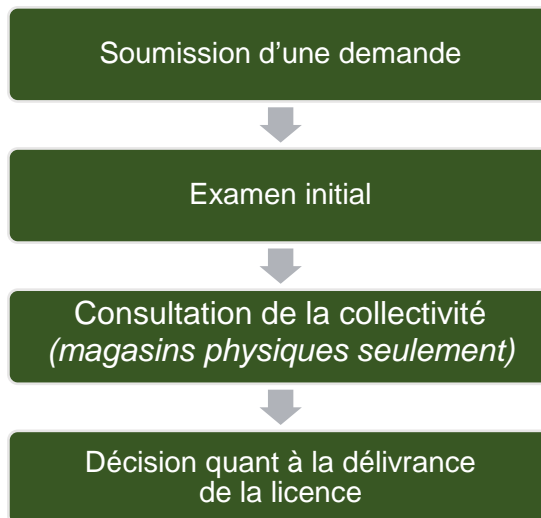 Soumission d’une demande
Examen initial
Consultation de la collectivité
(magasins physiques seulement)
Décision quant à la délivrance
de la licence